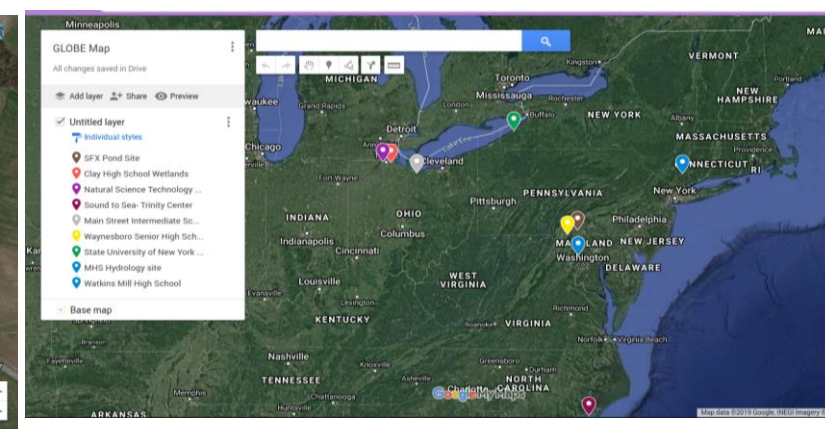 GLOBE Map
All changes saved in Drive
Add layer Share Preview
Untitled layer
Individual styles
SFX Pond Site
Clay High School Wetlands
Natural Science Technology ...
Sound to Sea- Trinity Center
Main Street Intermediate Sc...
Waynesboro Senior High Sch...
State University of New York ...
MHS Hydrology site
Watkins Mill High School
Base map
Minneapolis
MICHIGAN
Grand Rapids
Toronto
Mississauga
London
Kingston
Rochester
Buffalo
NEW YORK
VERMONT
Portland
NEW
HAMPSHIRE
Albany
MASSACHUSETTS
Providence
NNECTICUT
RI
Detroit
Chicago
Cleveland
Fort Wayne
New York
PENNSYLVANIA
Pittsburgh
Philadelphia
INDIANA
OHIO
Indianapolis
Columbus
Cincinnati
MA LAND
NEW JERSEY
Washington
DELAWARE
WEST
VIRGINIA
Louisville
Evansville
Lexington
KENTUCKY
Richmond
Roanoke
VIRGINIA
Norfolk
Virginia Beach
Springfield
Branson
Fayetteville
Nashville
Knoxville
Greensboro
Durham
TENNESSEE
Asheville
NORTH
CAROLINA
Charlotte
Google My Maps
Memphis
Chattanooga
Huntsville
ARKANSAS
Map data ©2019 Google, INEGI Imagery